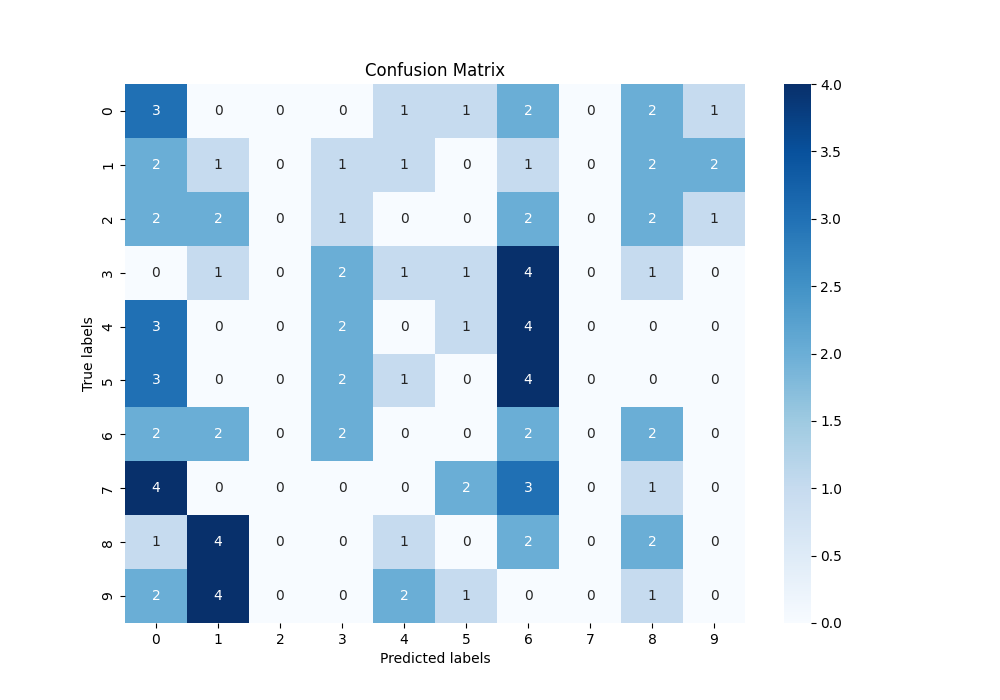 Confusion Matrix
0 3 0 0 0 1 1 2 0 2 1
1 2 1 0 1 1 0 1 0 2 2
2 2 2 0 1 0 0 2 0 2 1
3 0 1 0 2 1 1 4 0 1 0
4 3 0 0 2 0 1 4 0 0 0
5 3 0 0 2 1 0 4 0 0 0
6 2 2 0 2 0 0 2 0 2 0
7 4 0 0 0 0 2 3 0 1 0
8 1 4 0 0 1 0 2 0 2 0
9 2 4 0 0 2 1 0 0 1 0
0 1 2 3 4 5 6 7 8 9
Predicted labels
True labels
4.0
3.5
3.0
2.5
2.0
1.5
1.0
0.5
0.0